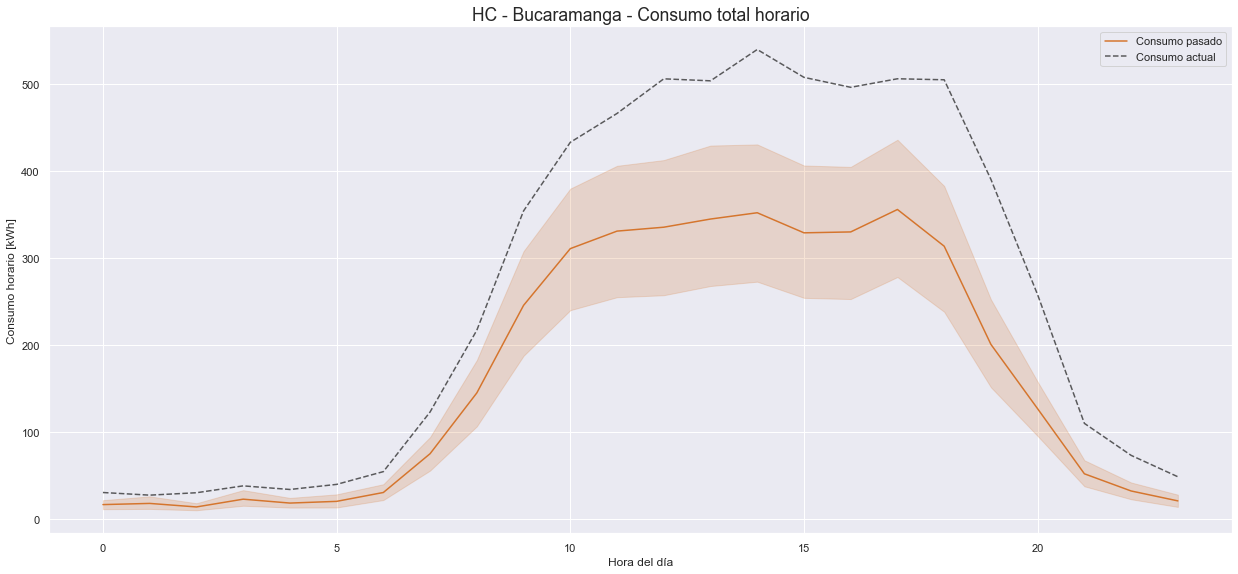 HC - Bucaramanga - Consumo total horario
Consumo pasado
Consumo actual
Consumo horario [kWh]
500
400
300
200
100
0
0
5
10
15
20
Hora del día